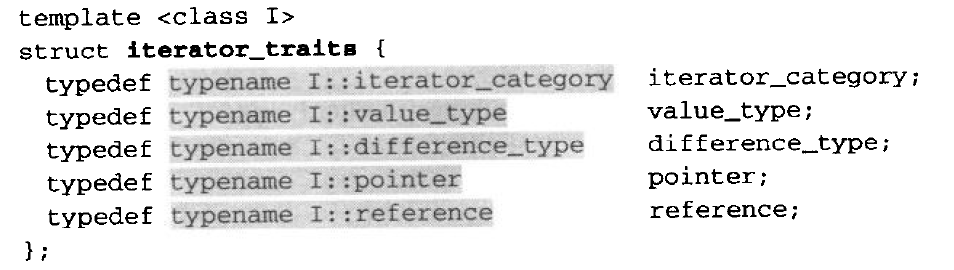 template <class I>
struct iterator_traits {
typedef typename I::iterator_category iterator_category;
typedef typename I::value_type value_type;
typedef typename I::difference_type difference_type;
typedef typename I::pointer pointer;
typedef typename I::reference reference;
};